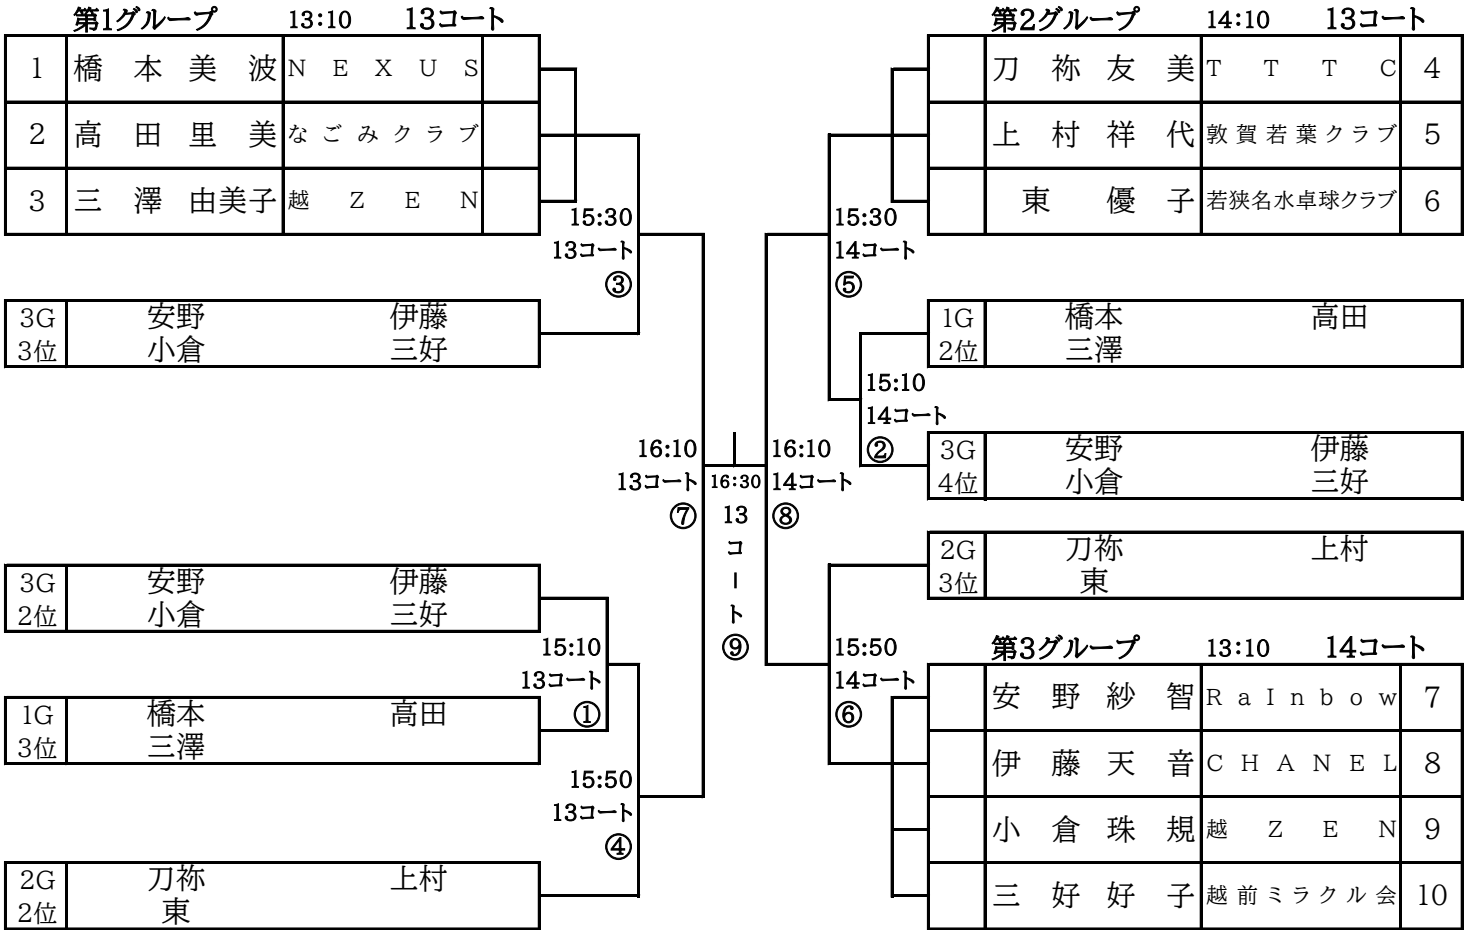 第1グループ 13:10 13コート
1 橋本美波 NEXUS
2 高田里美 なごみクラブ
3 三澤由美子 越ZEN
15:30
13コート
③
3G 安野 伊藤
3位 小倉 三好
16:10
13コート
⑦
3G 安野 伊藤
2位 小倉 三好
15:10
13コート
①
1G 橋本 高田
3位 三澤
15:50
13コート
④
2G 刀祢 上村
2位 東
16:30
13
コ
ー
ト
⑨
第2グループ 14:10 13コート
刀祢友美 TTTC 4
上村祥代 敦賀若葉クラブ 5
東優子 若狭名水卓球クラブ 6
15:30
14コート
⑤
1G 橋本 高田
2位 三澤
15:10
14コート
②
3G 安野 伊藤
4位 小倉 三好
16:10
14コート
⑧
2G 刀祢 上村
3位 東
15:50
14コート
⑥
第3グループ 13:10 14コート
安野紗智 RaInbow 7
伊藤天音 CHANEL 8
小倉珠規 越ZEN 9
三好好子 越前ミラクル会 10